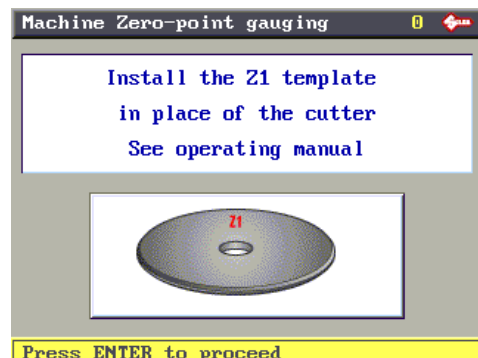 Machine Zero-point gauging 0 Silca
Install the Z1 template
in place of the cutter
See operating manual
Z1
Press ENTER to proceed